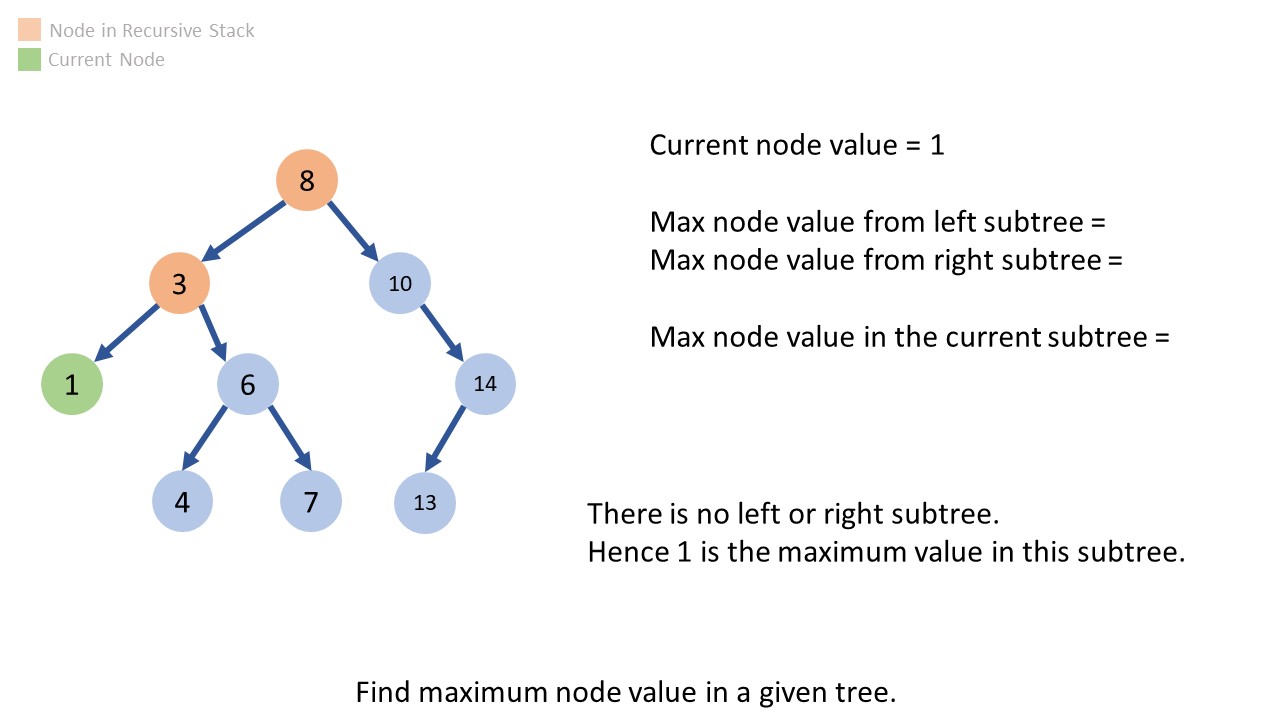 Node in Recursive Stack
Current Node
Current node value = 1
8
Max node value from left subtree =
Max node value from right subtree =
3
10
Max node value in the current subtree =
1
6
14
4
7
13
There is no left or right subtree.
Hence 1 is the maximum value in this subtree.
Find maximum node value in a given tree.